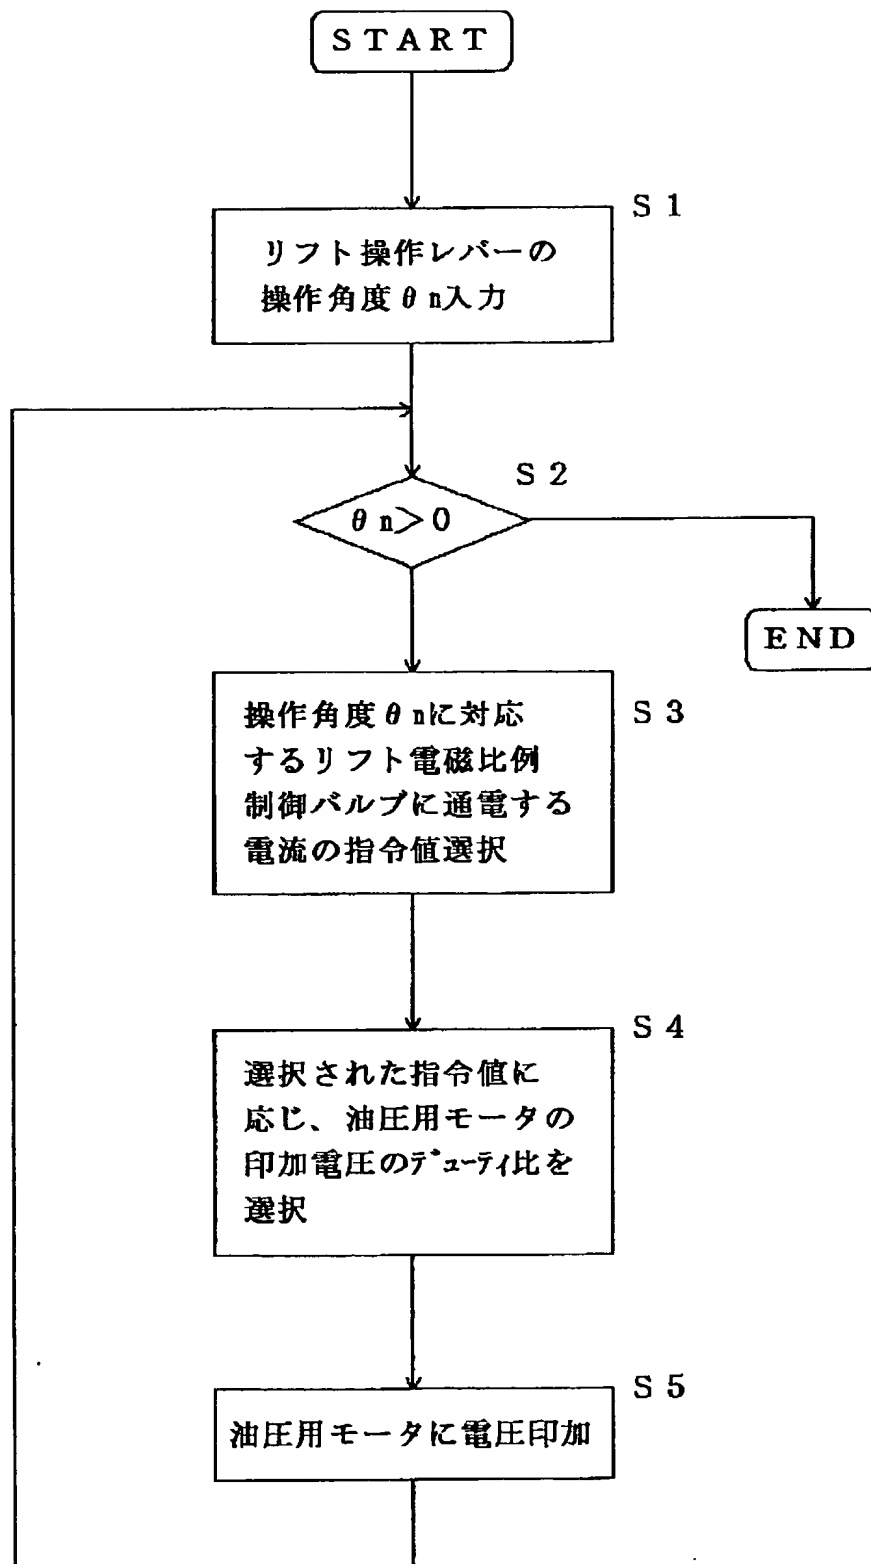 START
S1
リフト操作レバーの
操作角度θn入力
S2
θn>0
END
S3
操作角度θnに対応
するリフト電磁比例
制御バルブに通電する
電流の指令値選択
S4
選択された指令値に
応じ、油圧用モータの
印加電圧のデューティ比を
選択
S5
油圧用モータに電圧印加